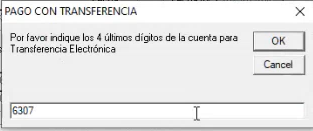 PAGO CON TRANSFERENCIA
Por favor indique los 4 últimos dígitos de la cuenta para
Transferencia Electrónica
OK
Cancel
6307